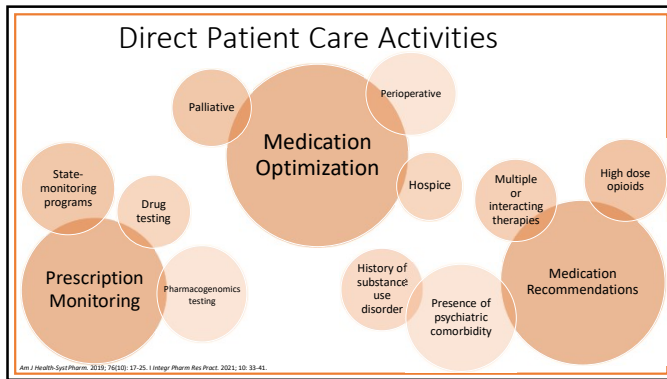 Direct Patient Care Activities
Palliative
Medication
Optimization
Perioperative
Hospice
State-
monitoring
programs
Drug
testing
Prescription
Monitoring
Pharmacogenomics
testing
Multiple
or
interacting
therapies
High dose
opioids
History of
substance
use
disorder
Presence of
psychiatric
comorbidity
Medication
Recommendations
Am J Health-Syst Pharm. 2019; 76(10): 17-25. I Integr Pharm Res Pract. 2021; 10: 33-41.